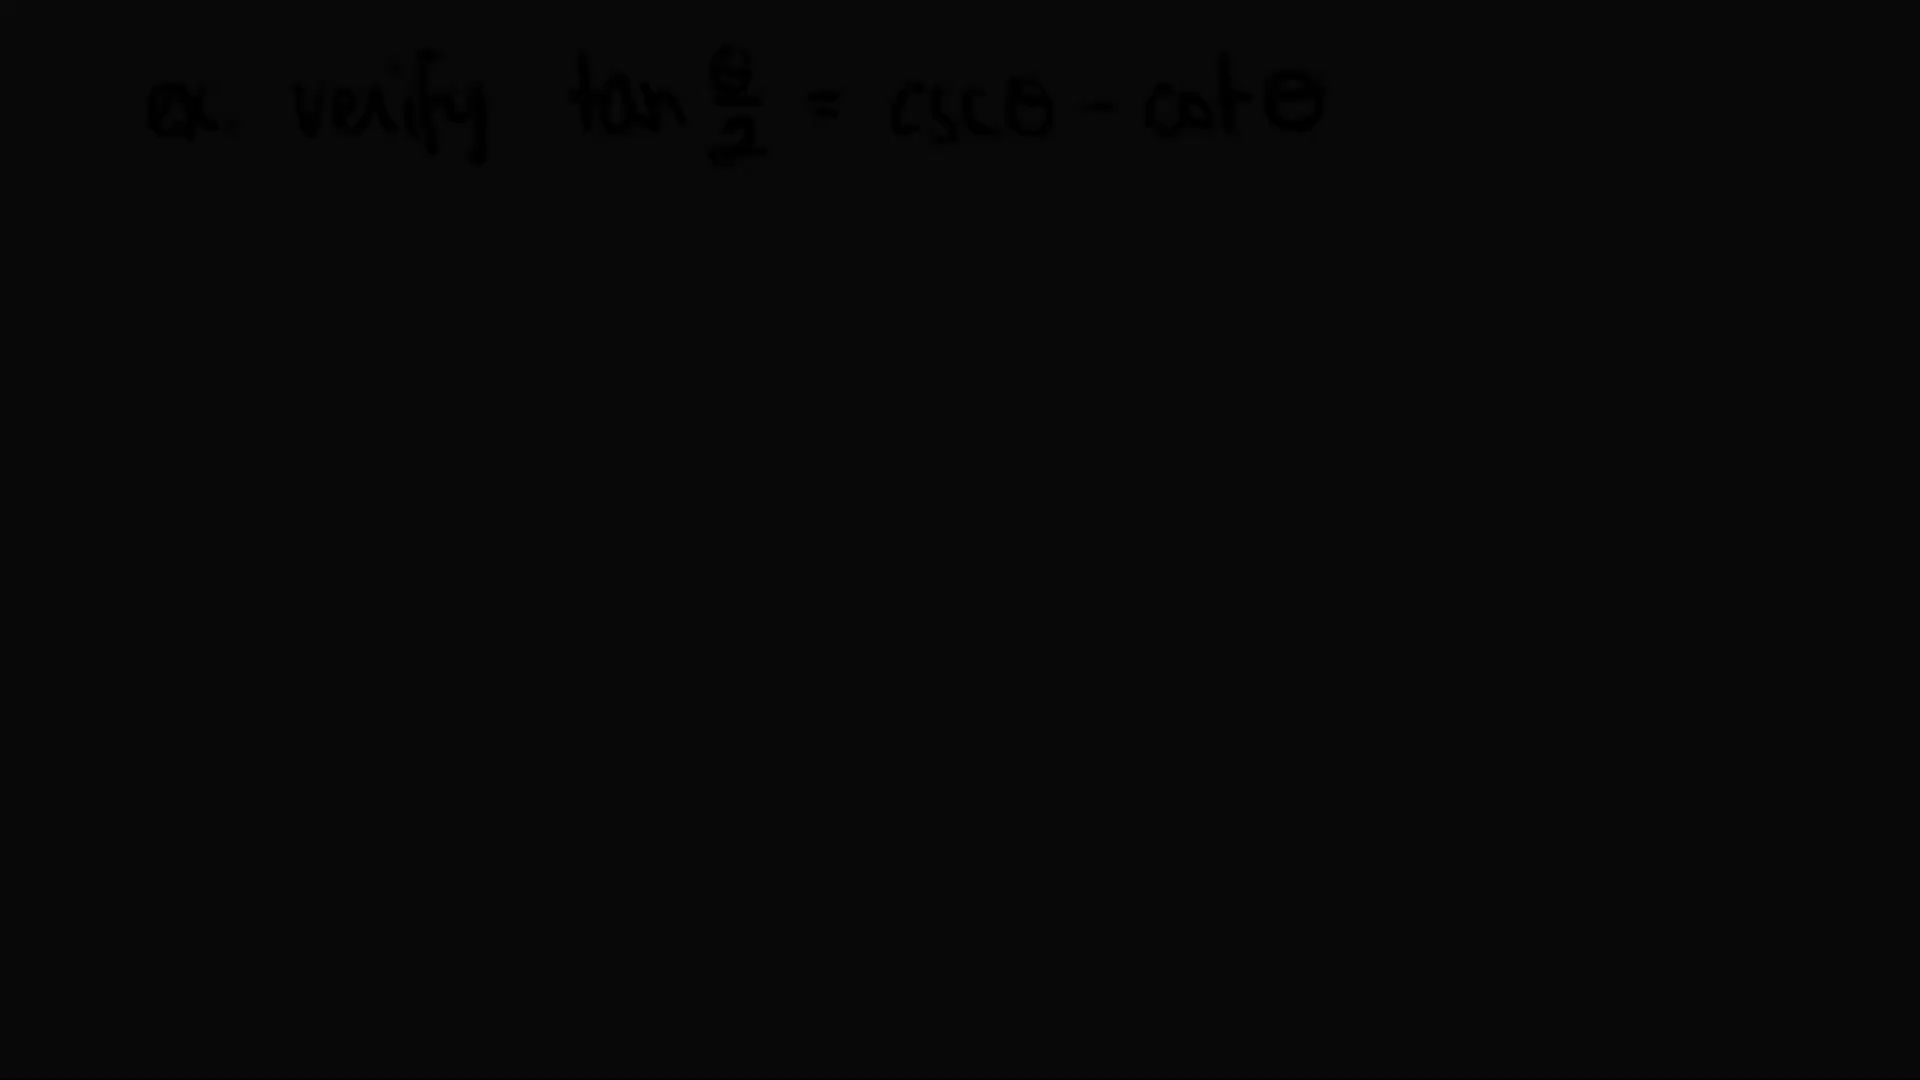 ex. verify tan θ/2 = cscθ - cotθ